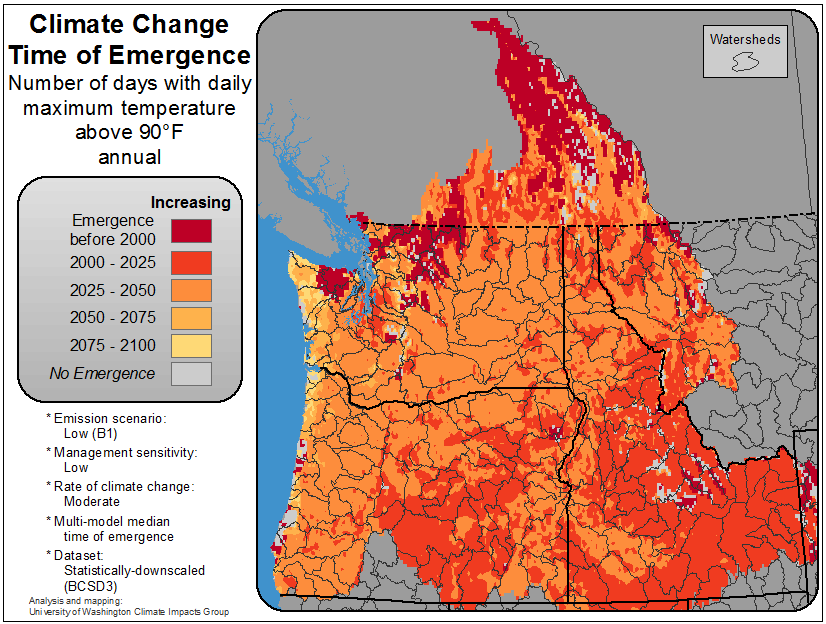 Climate Change
Time of Emergence
Number of days with daily
maximum temperature
above 90°F
annual
Increasing
Emergence
before 2000
2000 - 2025
2025 - 2050
2050 - 2075
2075 - 2100
No Emergence
* Emission scenario:
Low (B1)
* Management sensitivity:
Low
* Rate of climate change:
Moderate
* Multi-model median
time of emergence
* Dataset:
Statistically-downscaled
(BCSD3)
Analysis and mapping:
University of Washington Climate Impacts Group
Watersheds